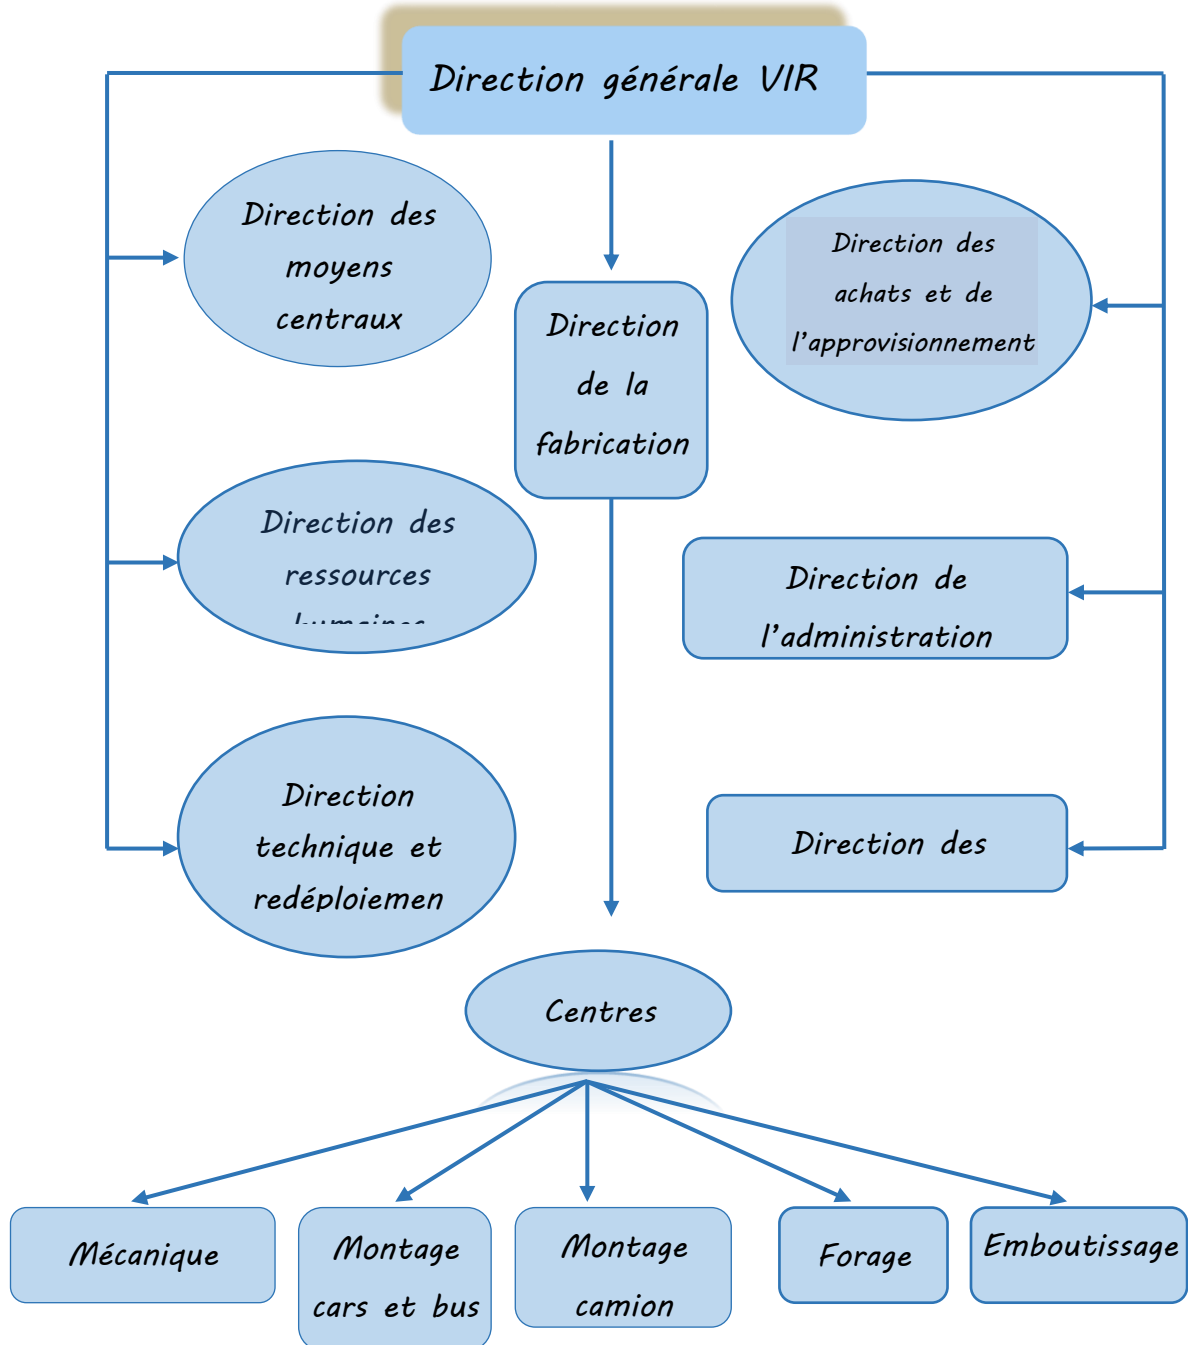 Direction générale VIR
Direction des
moyens
centraux
Direction
de la
fabrication
Direction des
achats et de
l'approvisionnement
Direction des
ressources
humaines
Direction de
l'administration
Direction
technique et
redéploiemen
Direction des
Centres
Mécanique
Montage
cars et bus
Montage
camion
Forage
Emboutissage